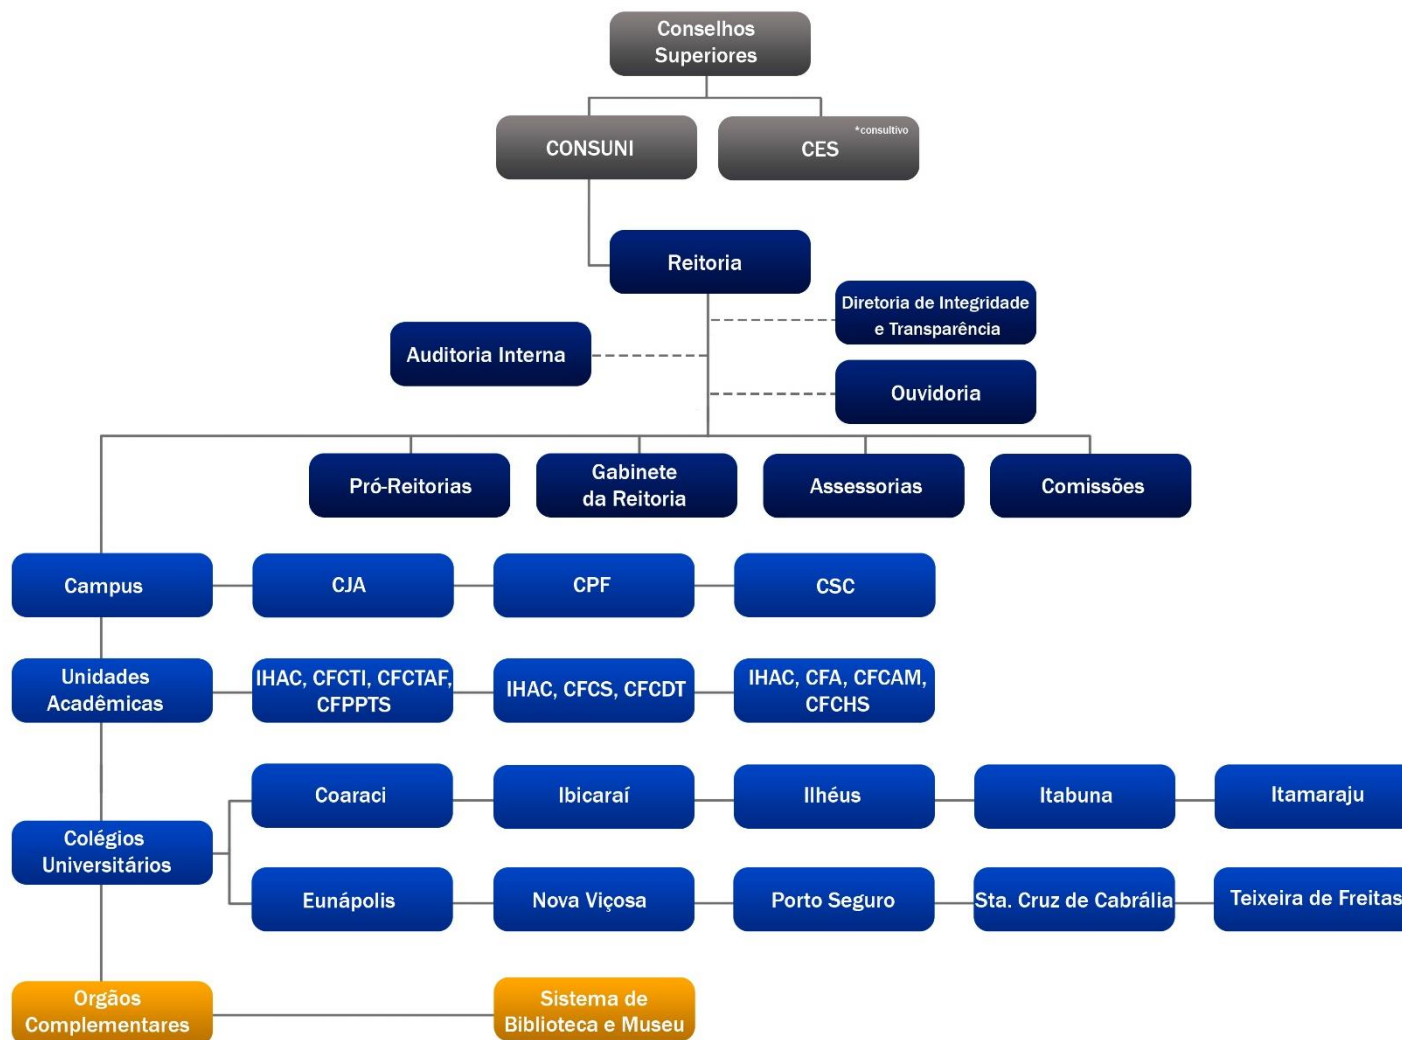 Conselhos
Superiores
CONSUNI
*consultivo
CES
Reitoria
Diretoria de Integridade
e Transparência
Auditoria Interna
Ouvidoria
Pró-Reitorias
Gabinete
da Reitoria
Assessorias
Comissões
Campus
CJA
CPF
CSC
Unidades
Acadêmicas
IHAC, CFCTI, CFCTAF,
CFPPTS
IHAC, CFCS, CFCDT
IHAC, CFA, CFCAM,
CFCHS
Colégios
Universitários
Coaraci
Ibicaraí
Ilhéus
Itabuna
Itamaraju
Eunápolis
Nova Viçosa
Porto Seguro
Sta. Cruz de Cabrália
Teixeira de Freitas
Orgãos
Complementares
Sistema de
Biblioteca e Museu